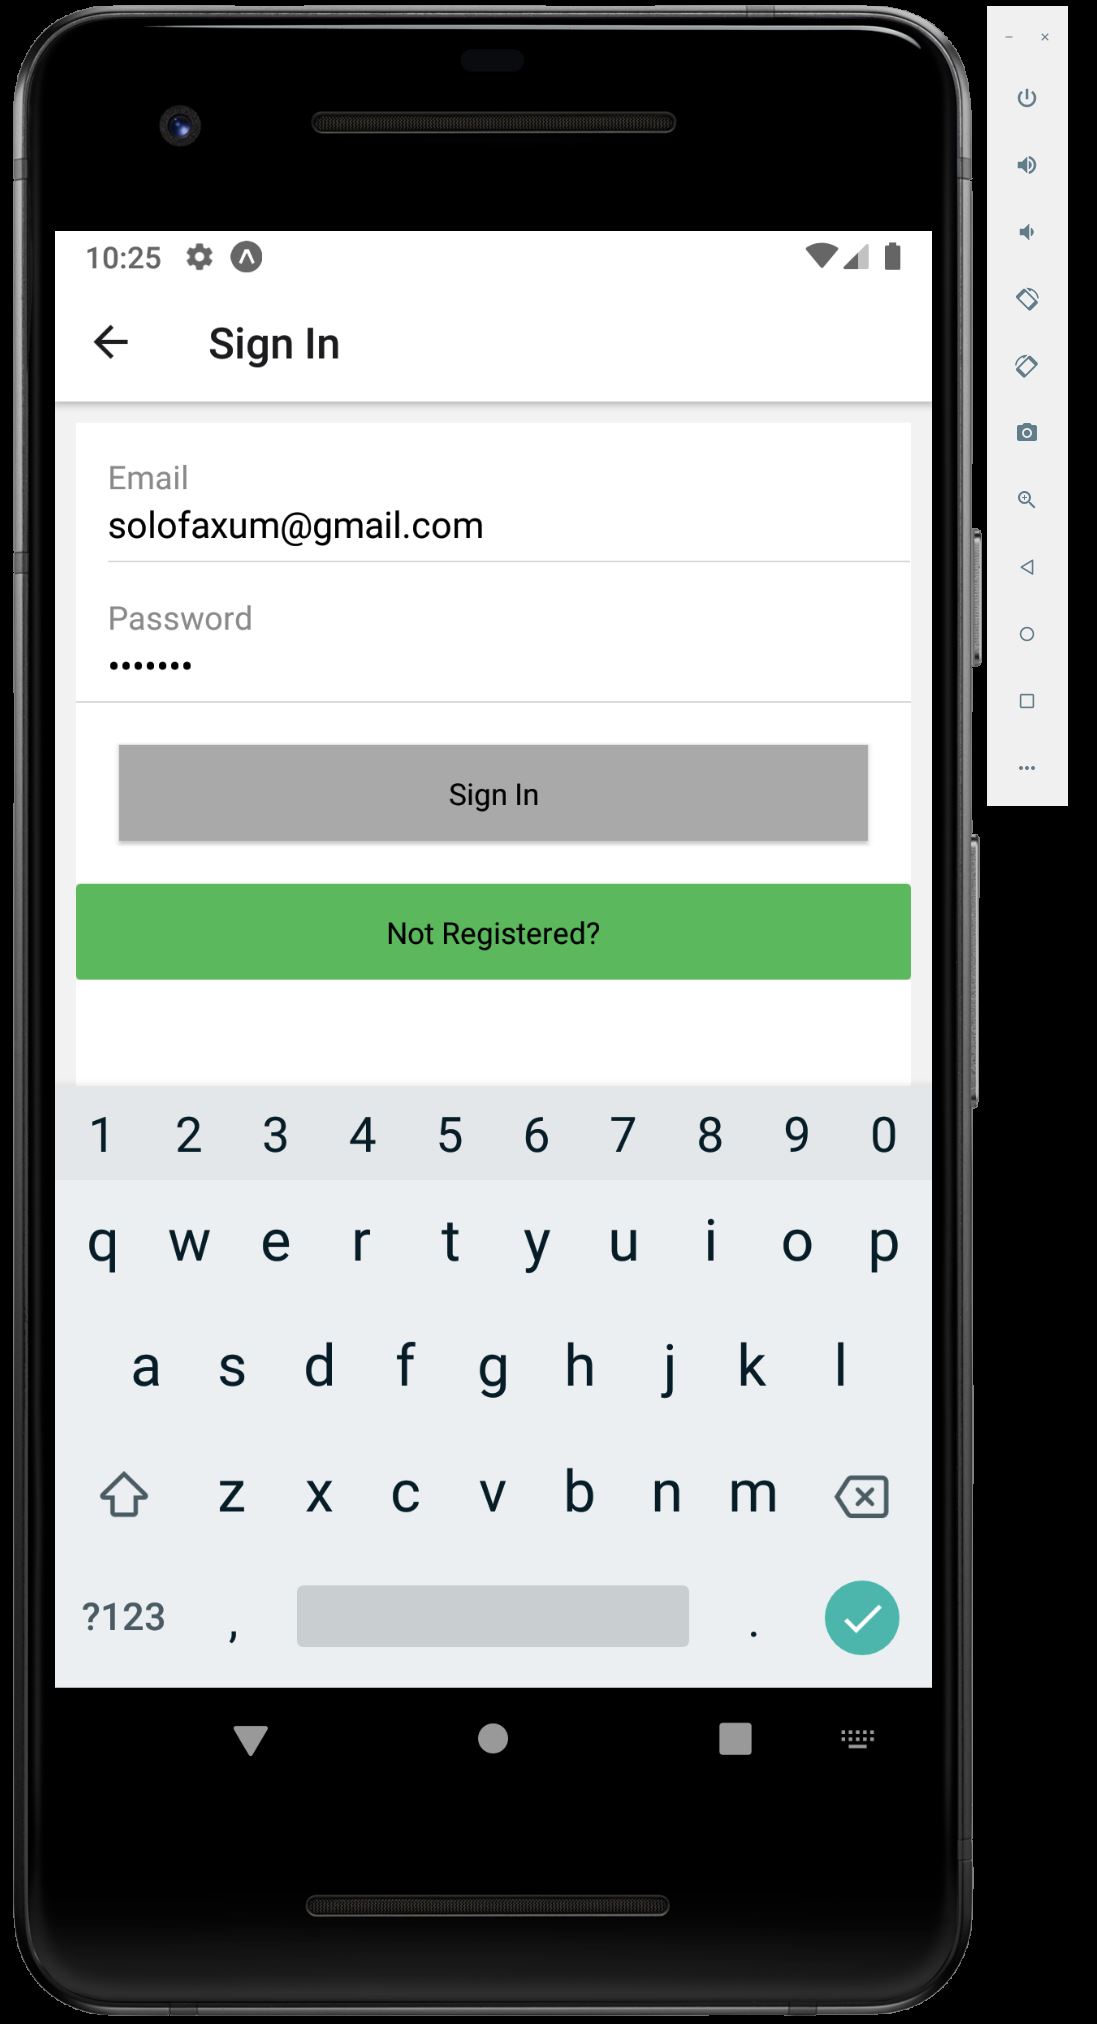 10:25
Sign In
Email
solofaxum@gmail.com
Password
•••••••
Sign In
Not Registered?
1 2 3 4 5 6 7 8 9 0
q w e r t y u i o p
a s d f g h j k l
z x c v b n m
?123 , .